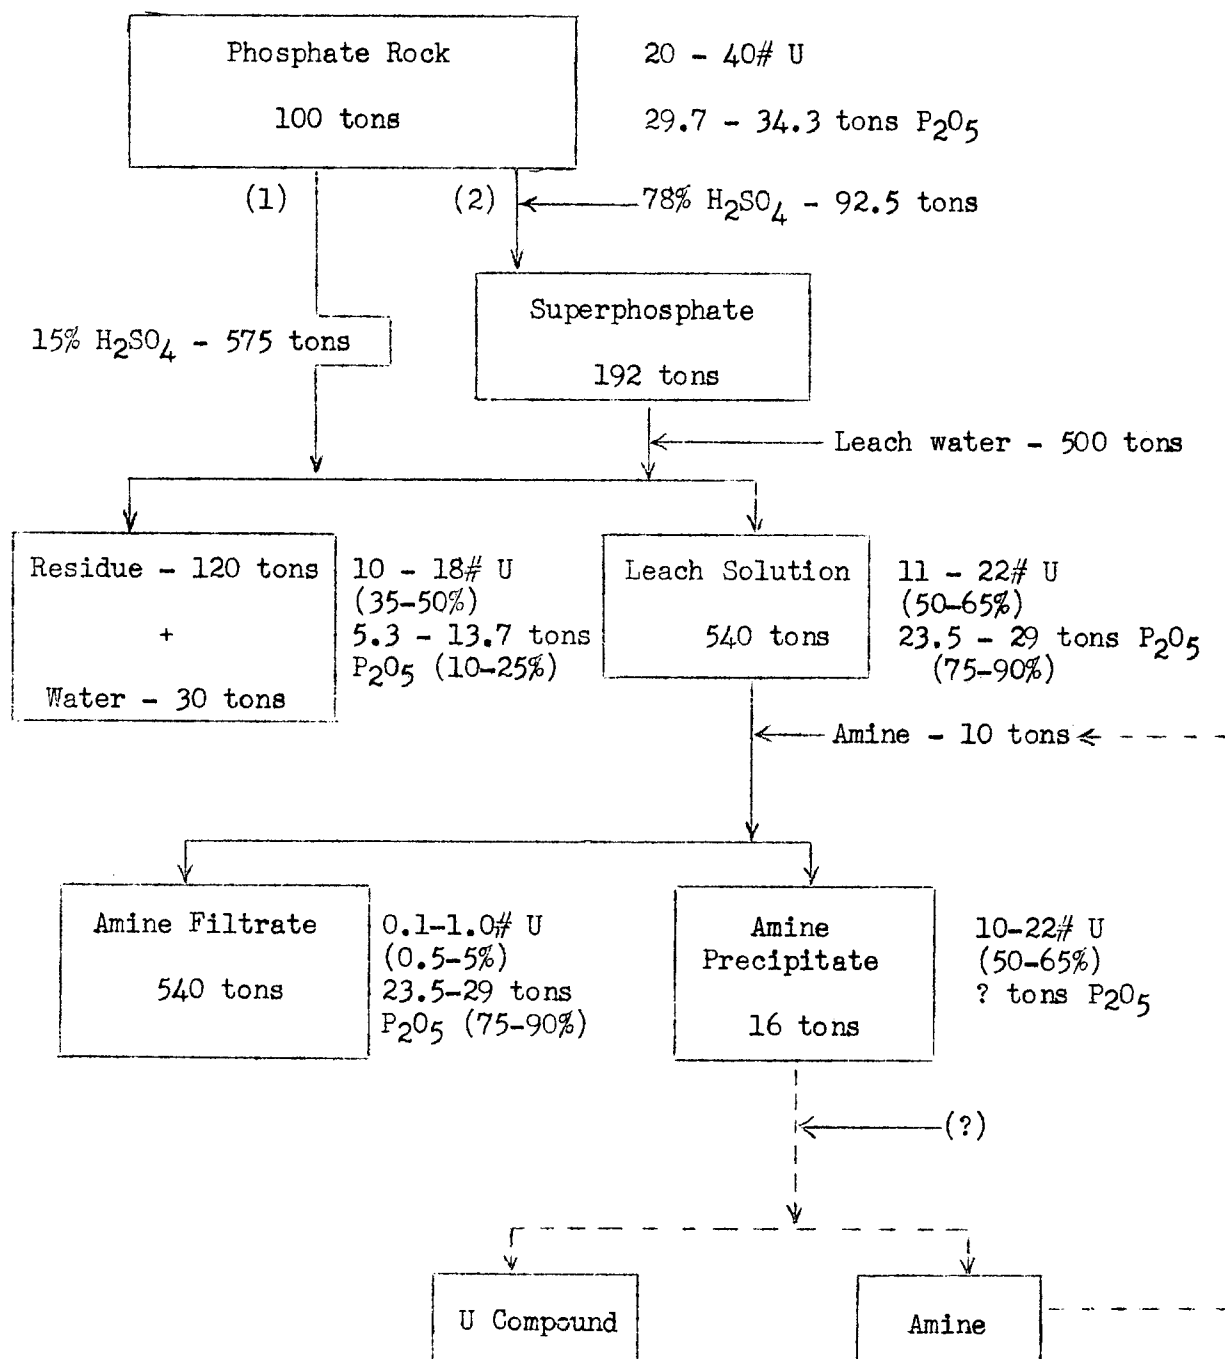 Phosphate Rock
100 tons
20 - 40# U
29.7 - 34.3 tons P2O5
(1)
(2)
78% H2SO4 - 92.5 tons
15% H2SO4 - 575 tons
Superphosphate
192 tons
Leach water - 500 tons
Residue - 120 tons
+
Water - 30 tons
10 - 18# U
(35-50%)
5.3 - 13.7 tons
P2O5 (10-25%)
Leach Solution
540 tons
11 - 22# U
(50-65%)
23.5 - 29 tons P2O5
(75-90%)
Amine - 10 tons
Amine Filtrate
540 tons
0.1-1.0# U
(0.5-5%)
23.5-29 tons
P2O5 (75-90%)
Amine
Precipitate
16 tons
10-22# U
(50-65%)
? tons P2O5
(?)
U Compound
Amine